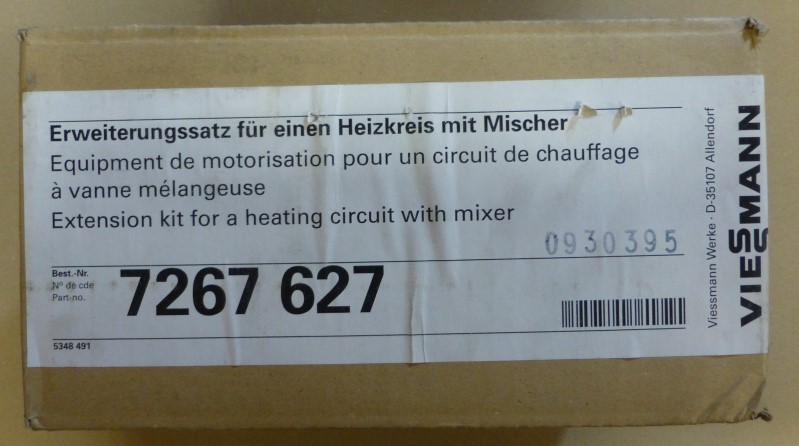 Erweiterungssatz für einen Heizkreis mit Mischer
Equipment de motorisation pour un circuit de chauffage
à vanne mélangeuse
Extension kit for a heating circuit with mixer
0930395
Best.-Nr.
N° de cde
Part-no.
7267 627
5348 491
Viessmann Werke · D-35107 Allendorf
VIESSMANN